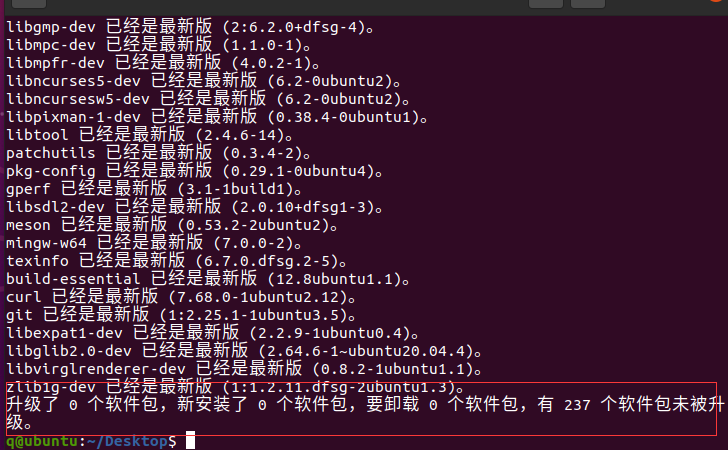 libgmp-dev 已经是最新版 (2:6.2.0+dfsg-4)。
libmpc-dev 已经是最新版 (1.1.0-1)。
libmpfr-dev 已经是最新版 (4.0.2-1)。
libncurses5-dev 已经是最新版 (6.2-0ubuntu2)。
libncursesw5-dev 已经是最新版 (6.2-0ubuntu2)。
libpixman-1-dev 已经是最新版 (0.38.4-0ubuntu1)。
libtool 已经是最新版 (2.4.6-14)。
patchutils 已经是最新版 (0.3.4-2)。
pkg-config 已经是最新版 (0.29.1-0ubuntu4)。
gperf 已经是最新版 (3.1-1build1)。
libsdl2-dev 已经是最新版 (2.0.10+dfsg1-3)。
meson 已经是最新版 (0.53.2-2ubuntu2)。
mingw-w64 已经是最新版 (7.0.0-2)。
texinfo 已经是最新版 (6.7.0.dfsg.2-5)。
build-essential 已经是最新版 (12.8ubuntu1.1)。
curl 已经是最新版 (7.68.0-1ubuntu2.12)。
git 已经是最新版 (1:2.25.1-1ubuntu3.5)。
libexpat1-dev 已经是最新版 (2.2.9-1ubuntu0.4)。
libglib2.0-dev 已经是最新版 (2.64.6-1~ubuntu20.04.4)。
libvirglrenderer-dev 已经是最新版 (0.8.2-1ubuntu1.1)。
zlib1g-dev 已经是最新版 (1:1.2.11.dfsg-2ubuntu1.3)。
升级了 0 个软件包，新安装了 0 个软件包，要卸载 0 个软件包，有 237 个软件包未被升
级。
q@ubuntu:~/Desktop$